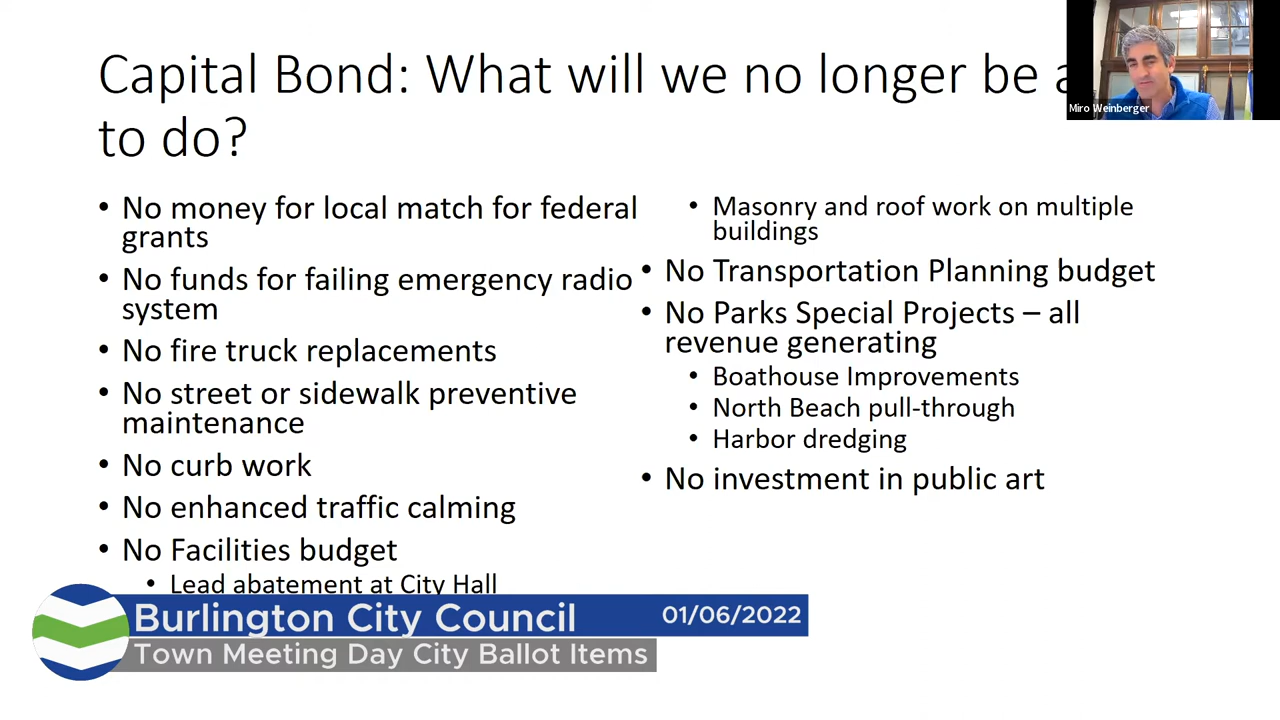 Capital Bond: What will we no longer be a
to do?
Miro Weinberger
• No money for local match for federal
grants
• No funds for failing emergency radio
system
• No fire truck replacements
• No street or sidewalk preventive
maintenance
• No curb work
• No enhanced traffic calming
• No Facilities budget
• Lead abatement at City Hall
• Masonry and roof work on multiple
buildings
• No Transportation Planning budget
• No Parks Special Projects – all
revenue generating
• Boathouse Improvements
• North Beach pull-through
• Harbor dredging
• No investment in public art
Burlington City Council
01/06/2022
Town Meeting Day City Ballot Items